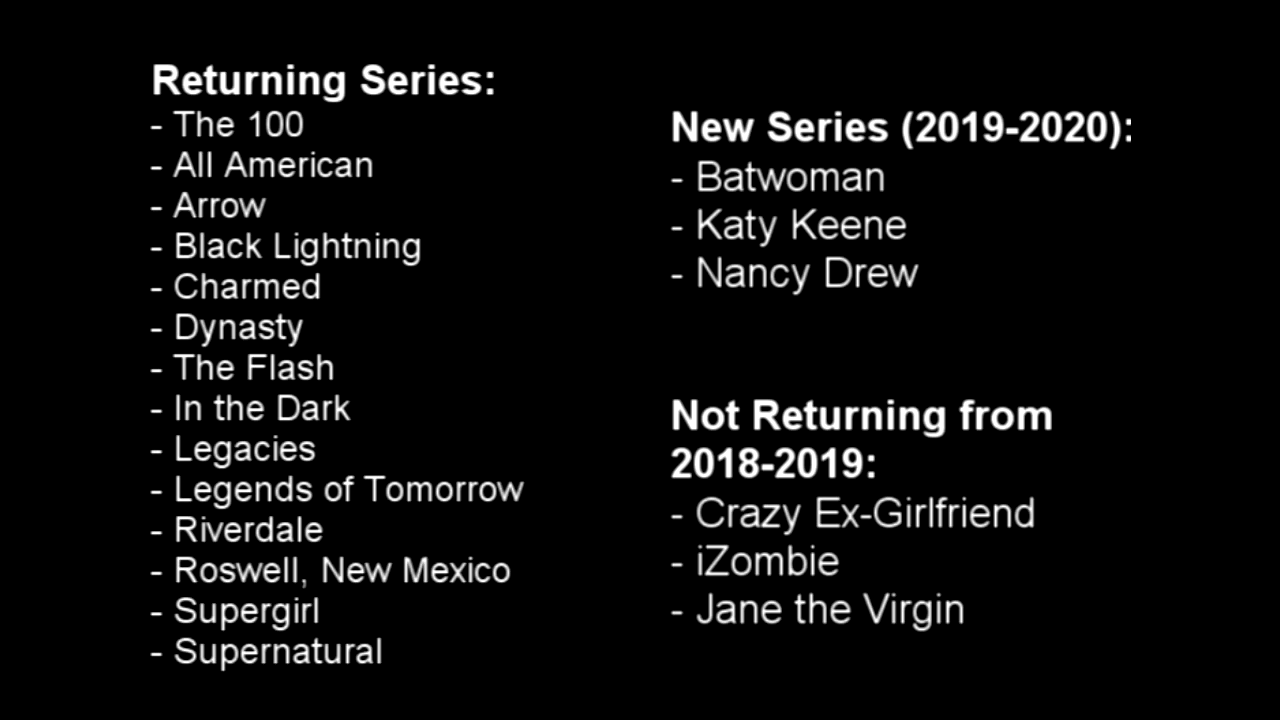 Returning Series:
- The 100
- All American
- Arrow
- Black Lightning
- Charmed
- Dynasty
- The Flash
- In the Dark
- Legacies
- Legends of Tomorrow
- Riverdale
- Roswell, New Mexico
- Supergirl
- Supernatural
New Series (2019-2020):
- Batwoman
- Katy Keene
- Nancy Drew
Not Returning from
2018-2019:
- Crazy Ex-Girlfriend
- iZombie
- Jane the Virgin